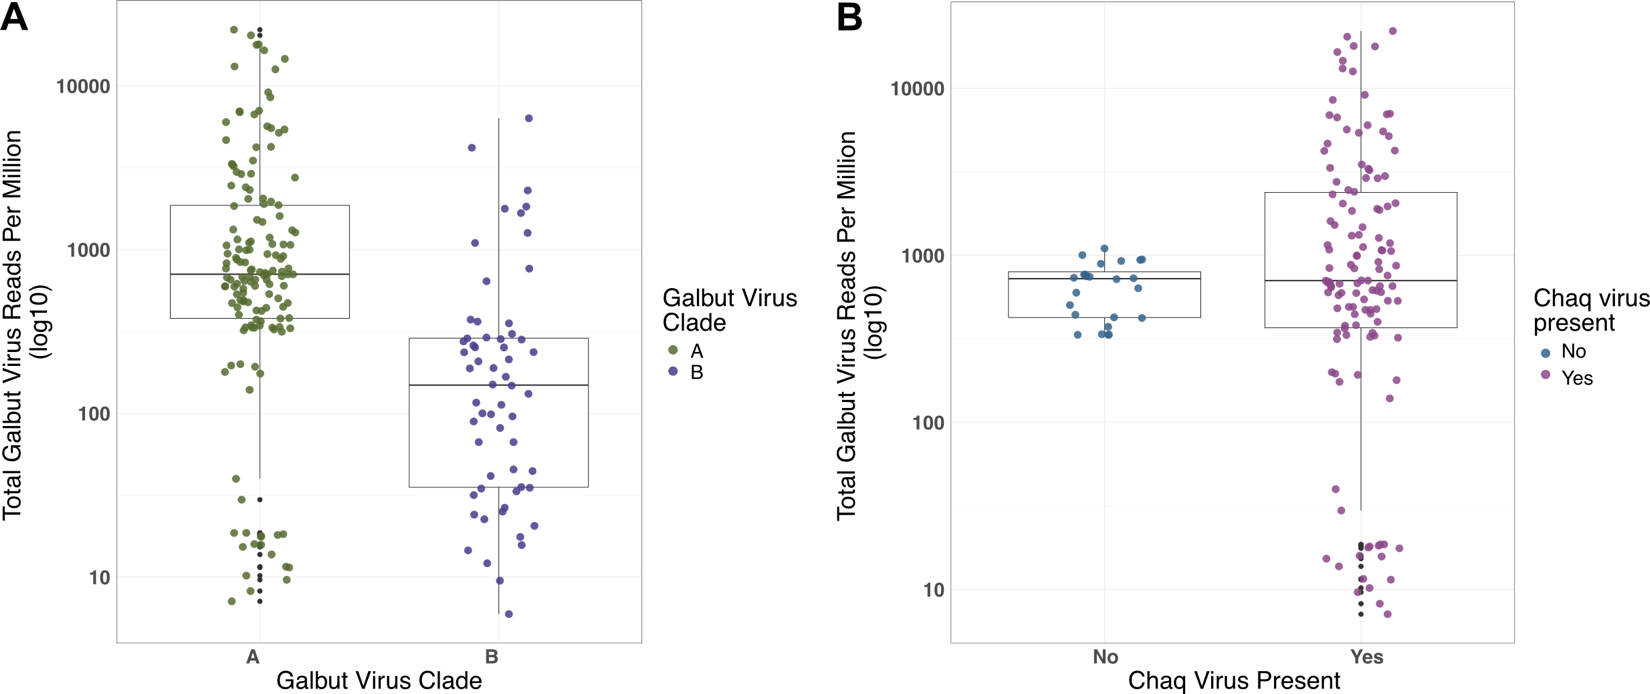 A
Total Galbut Virus Reads Per Million
(log10)
10000
1000
100
10
A
B
Galbut Virus Clade
Galbut Virus
Clade
A
B
B
Total Galbut Virus Reads Per Million
(log10)
10000
1000
100
10
No
Yes
Chaq Virus Present
Chaq virus
present
No
Yes